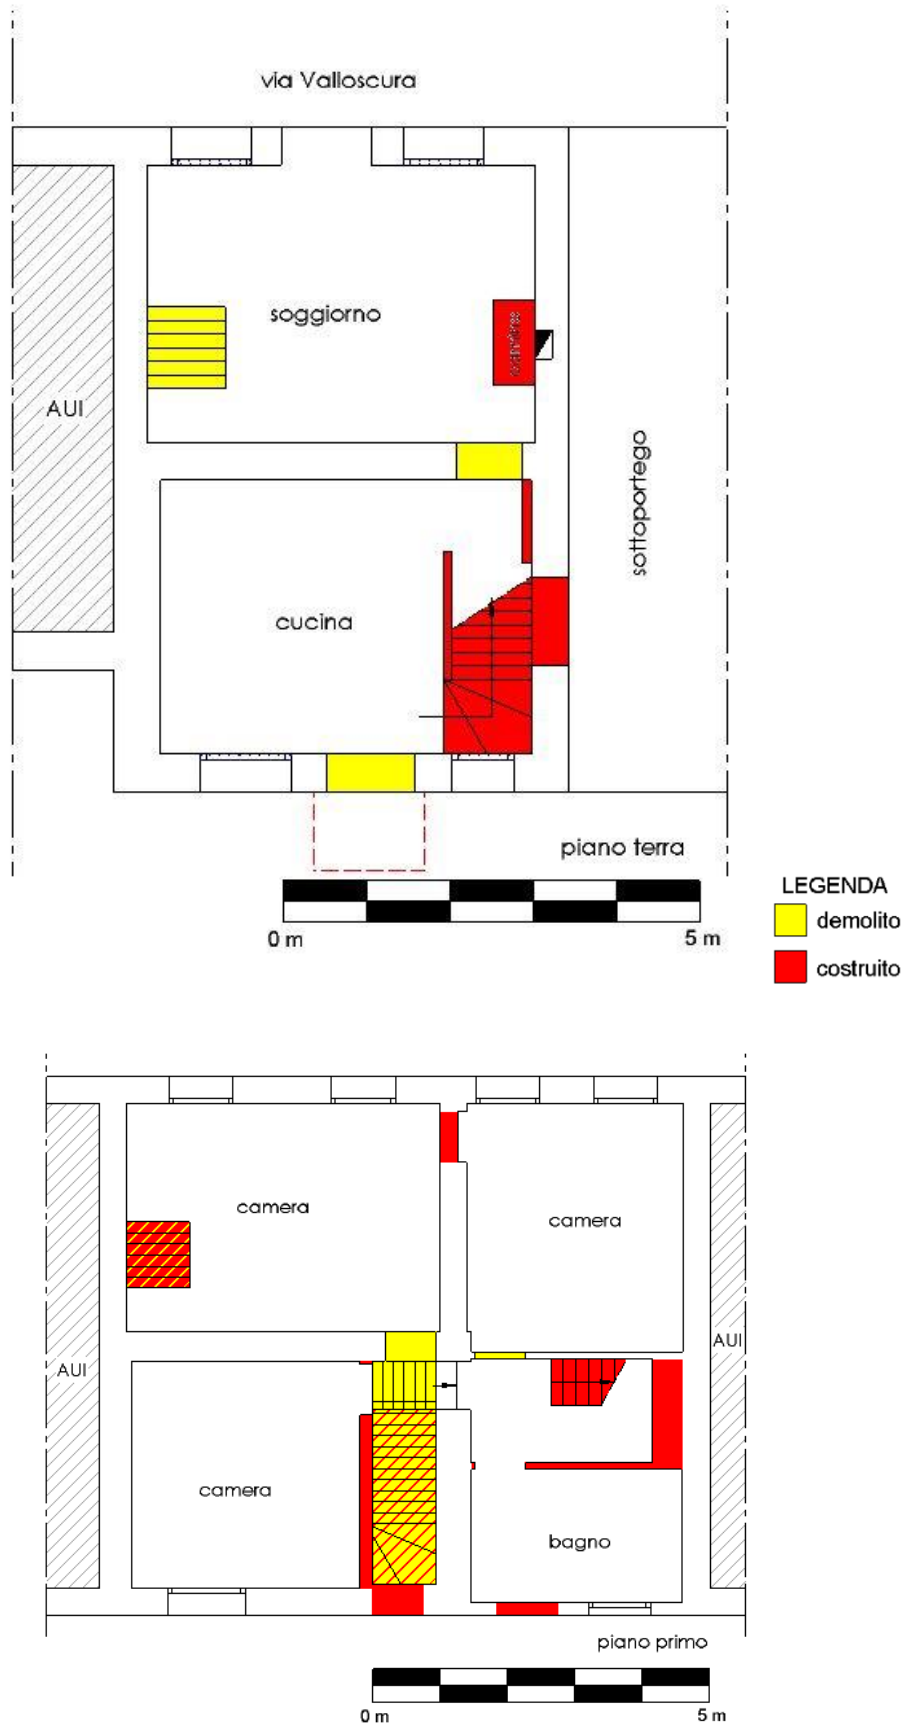 via Valloscura
soggiorno
AUI
sottoportego
cucina
piano terra
0 m
5 m
LEGENDA
demolito
costruito
camera
camera
AUI
AUI
camera
bagno
piano primo
0 m
5 m